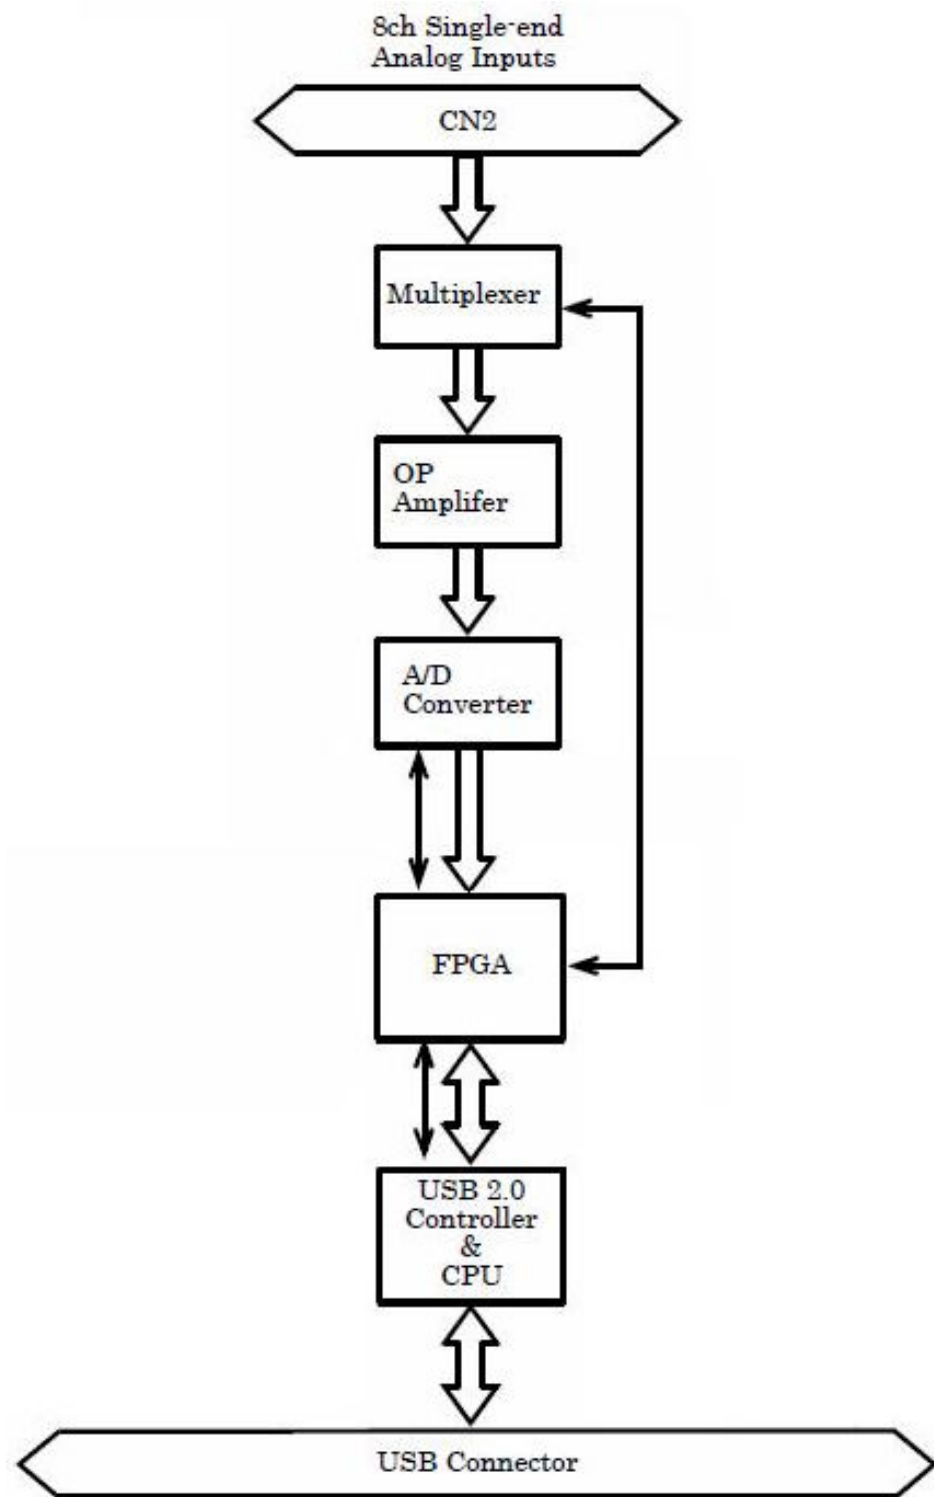 8ch Single-end
Analog Inputs
CN2
Multiplexer
OP
Amplifer
A/D
Converter
FPGA
USB 2.0
Controller
&
CPU
USB Connector